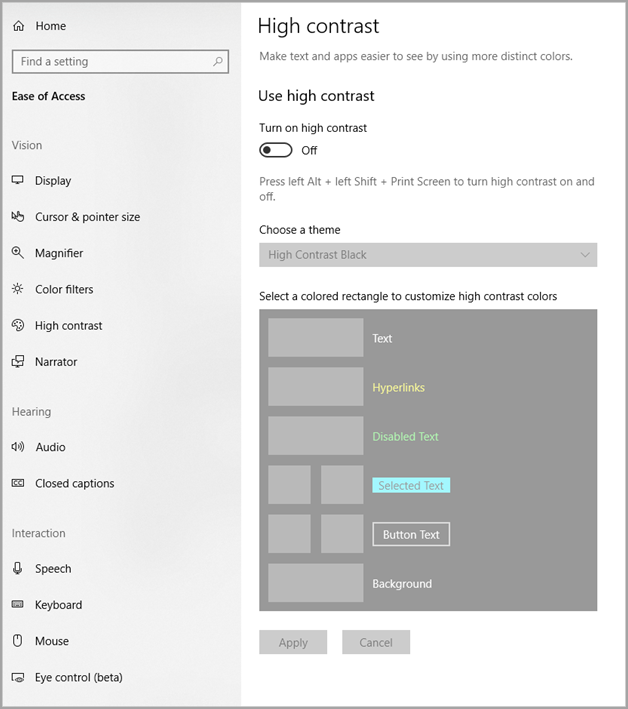 Home
Find a setting
Ease of Access
Vision
Display
Cursor & pointer size
Magnifier
Color filters
High contrast
Narrator
Hearing
Audio
Closed captions
Interaction
Speech
Keyboard
Mouse
Eye control (beta)
High contrast
Make text and apps easier to see by using more distinct colors.
Use high contrast
Turn on high contrast
Off
Press left Alt + left Shift + Print Screen to turn high contrast on and
off.
Choose a theme
High Contrast Black
Select a colored rectangle to customize high contrast colors
Text
Hyperlinks
Disabled Text
Selected Text
Button Text
Background
Apply Cancel